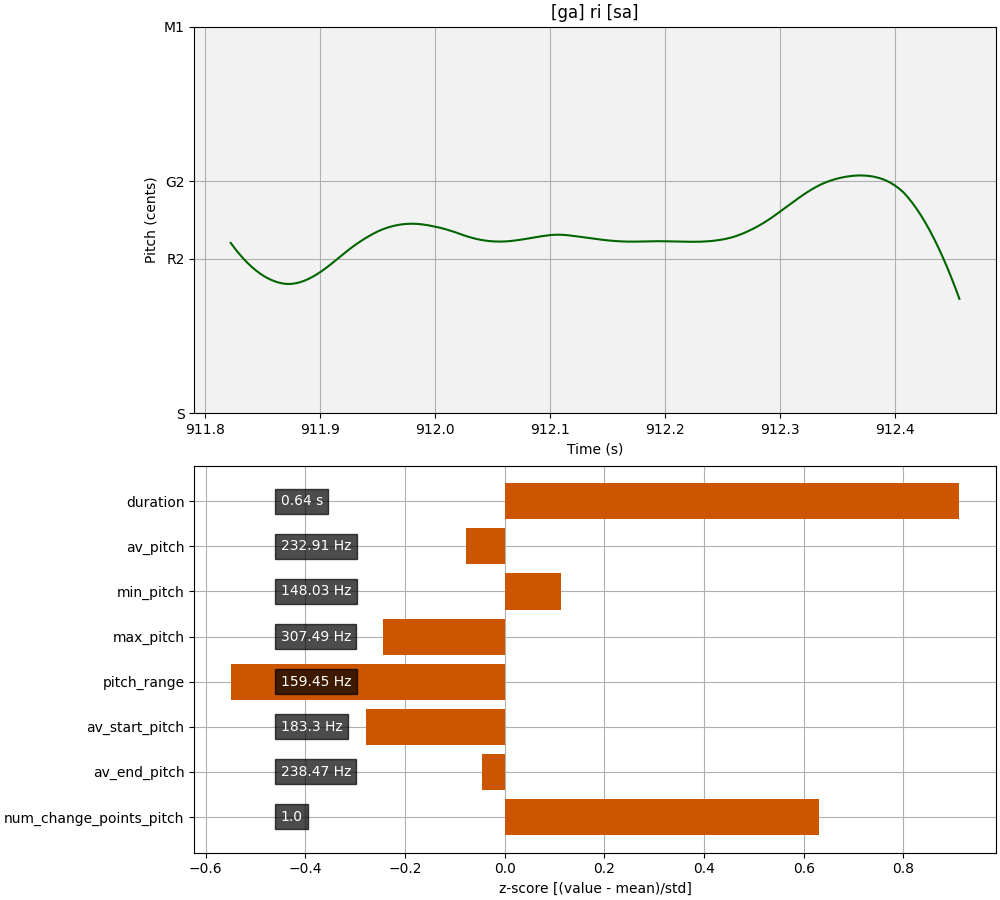 [ga] ri [sa]
M1
G2
R2
S
Pitch (cents)
911.8 911.9 912.0 912.1 912.2 912.3 912.4
Time (s)
duration 0.64 s
av_pitch 232.91 Hz
min_pitch 148.03 Hz
max_pitch 307.49 Hz
pitch_range 159.45 Hz
av_start_pitch 183.3 Hz
av_end_pitch 238.47 Hz
num_change_points_pitch 1.0
−0.6 −0.4 −0.2 0.0 0.2 0.4 0.6 0.8
z-score [(value - mean)/std]